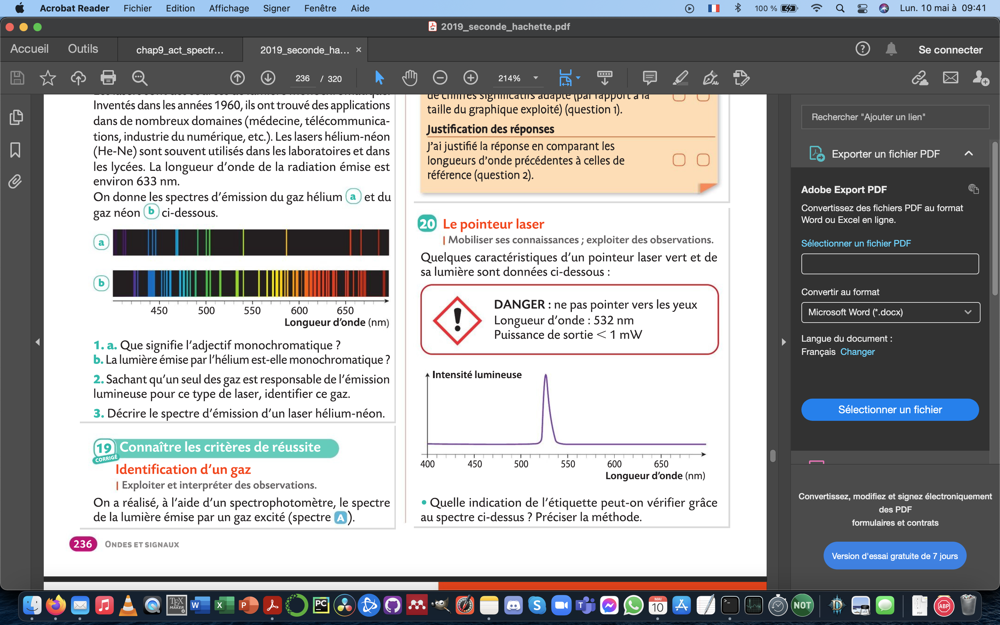 Acrobat Reader Fichier Edition Affichage Signer Fenêtre Aide
100 % Lun. 10 mai à 09:41
2019_seconde_hachette.pdf
Accueil Outils chap9_act_spectr... 2019_seconde_ha... × Se connecter
236 / 320 214%
Inventés dans les années 1960, ils ont trouvé des applications
dans de nombreux domaines (médecine, télécommunica-
tions, industrie du numérique, etc.). Les lasers hélium-néon
(He-Ne) sont souvent utilisés dans les laboratoires et dans
les lycées. La longueur d'onde de la radiation émise est
environ 633 nm.
On donne les spectres d'émission du gaz hélium a et du
gaz néon b ci-dessous.
a
b
450 500 550 600 650
Longueur d'onde (nm)
1. a. Que signifie l'adjectif monochromatique ?
b. La lumière émise par l'hélium est-elle monochromatique ?
2. Sachant qu'un seul des gaz est responsable de l'émission
lumineuse pour ce type de laser, identifier ce gaz.
3. Décrire le spectre d'émission d'un laser hélium-néon.
19 Connaître les critères de réussite
CORRIGÉ
Identification d'un gaz
| Exploiter et interpréter des observations.
On a réalisé, à l'aide d'un spectrophotomètre, le spectre
de la lumière émise par un gaz excité (spectre A).
236 ONDES ET SIGNAUX
de chiffres significatifs adapté (par rapport à la
taille du graphique exploité) (question 1).
Justification des réponses
J'ai justifié la réponse en comparant les
longueurs d'onde précédentes à celles de
référence (question 2).
20 Le pointeur laser
| Mobiliser ses connaissances ; exploiter des observations.
Quelques caractéristiques d'un pointeur laser vert et de
sa lumière sont données ci-dessous :
DANGER : ne pas pointer vers les yeux
Longueur d'onde : 532 nm
Puissance de sortie < 1 mW
Intensité lumineuse
400 450 500 550 600 650
Longueur d'onde (nm)
• Quelle indication de l'étiquette peut-on vérifier grâce
au spectre ci-dessus ? Préciser la méthode.
Rechercher "Ajouter un lien"
Exporter un fichier PDF
Adobe Export PDF
Convertissez des fichiers PDF au format
Word ou Excel en ligne.
Sélectionner un fichier PDF
Convertir au format
Microsoft Word (*.docx)
Langue du document :
Français Changer
Sélectionner un fichier
Convertissez, modifiez et signez électroniquement
des PDF
formulaires et contrats
Version d'essai gratuite de 7 jours
TEX
MAKER
W
X
P
PC
S
T
MAI
10
NOT
PDF
ABP